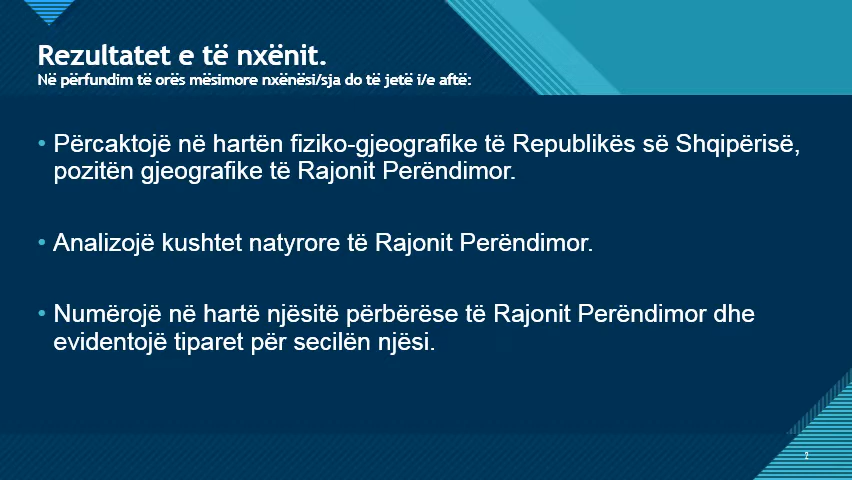 Rezultatet e të nxënit.
Në përfundim të orës mësimore nxënësi/sja do të jetë i/e aftë:
• Përcaktojë në hartën fiziko-gjeografike të Republikës së Shqipërisë,
pozitën gjeografike të Rajonit Perëndimor.
• Analizojë kushtet natyrore të Rajonit Perëndimor.
• Numërojë në hartë njësitë përbërëse të Rajonit Perëndimor dhe
evidentojë tiparet për secilën njësi.
2